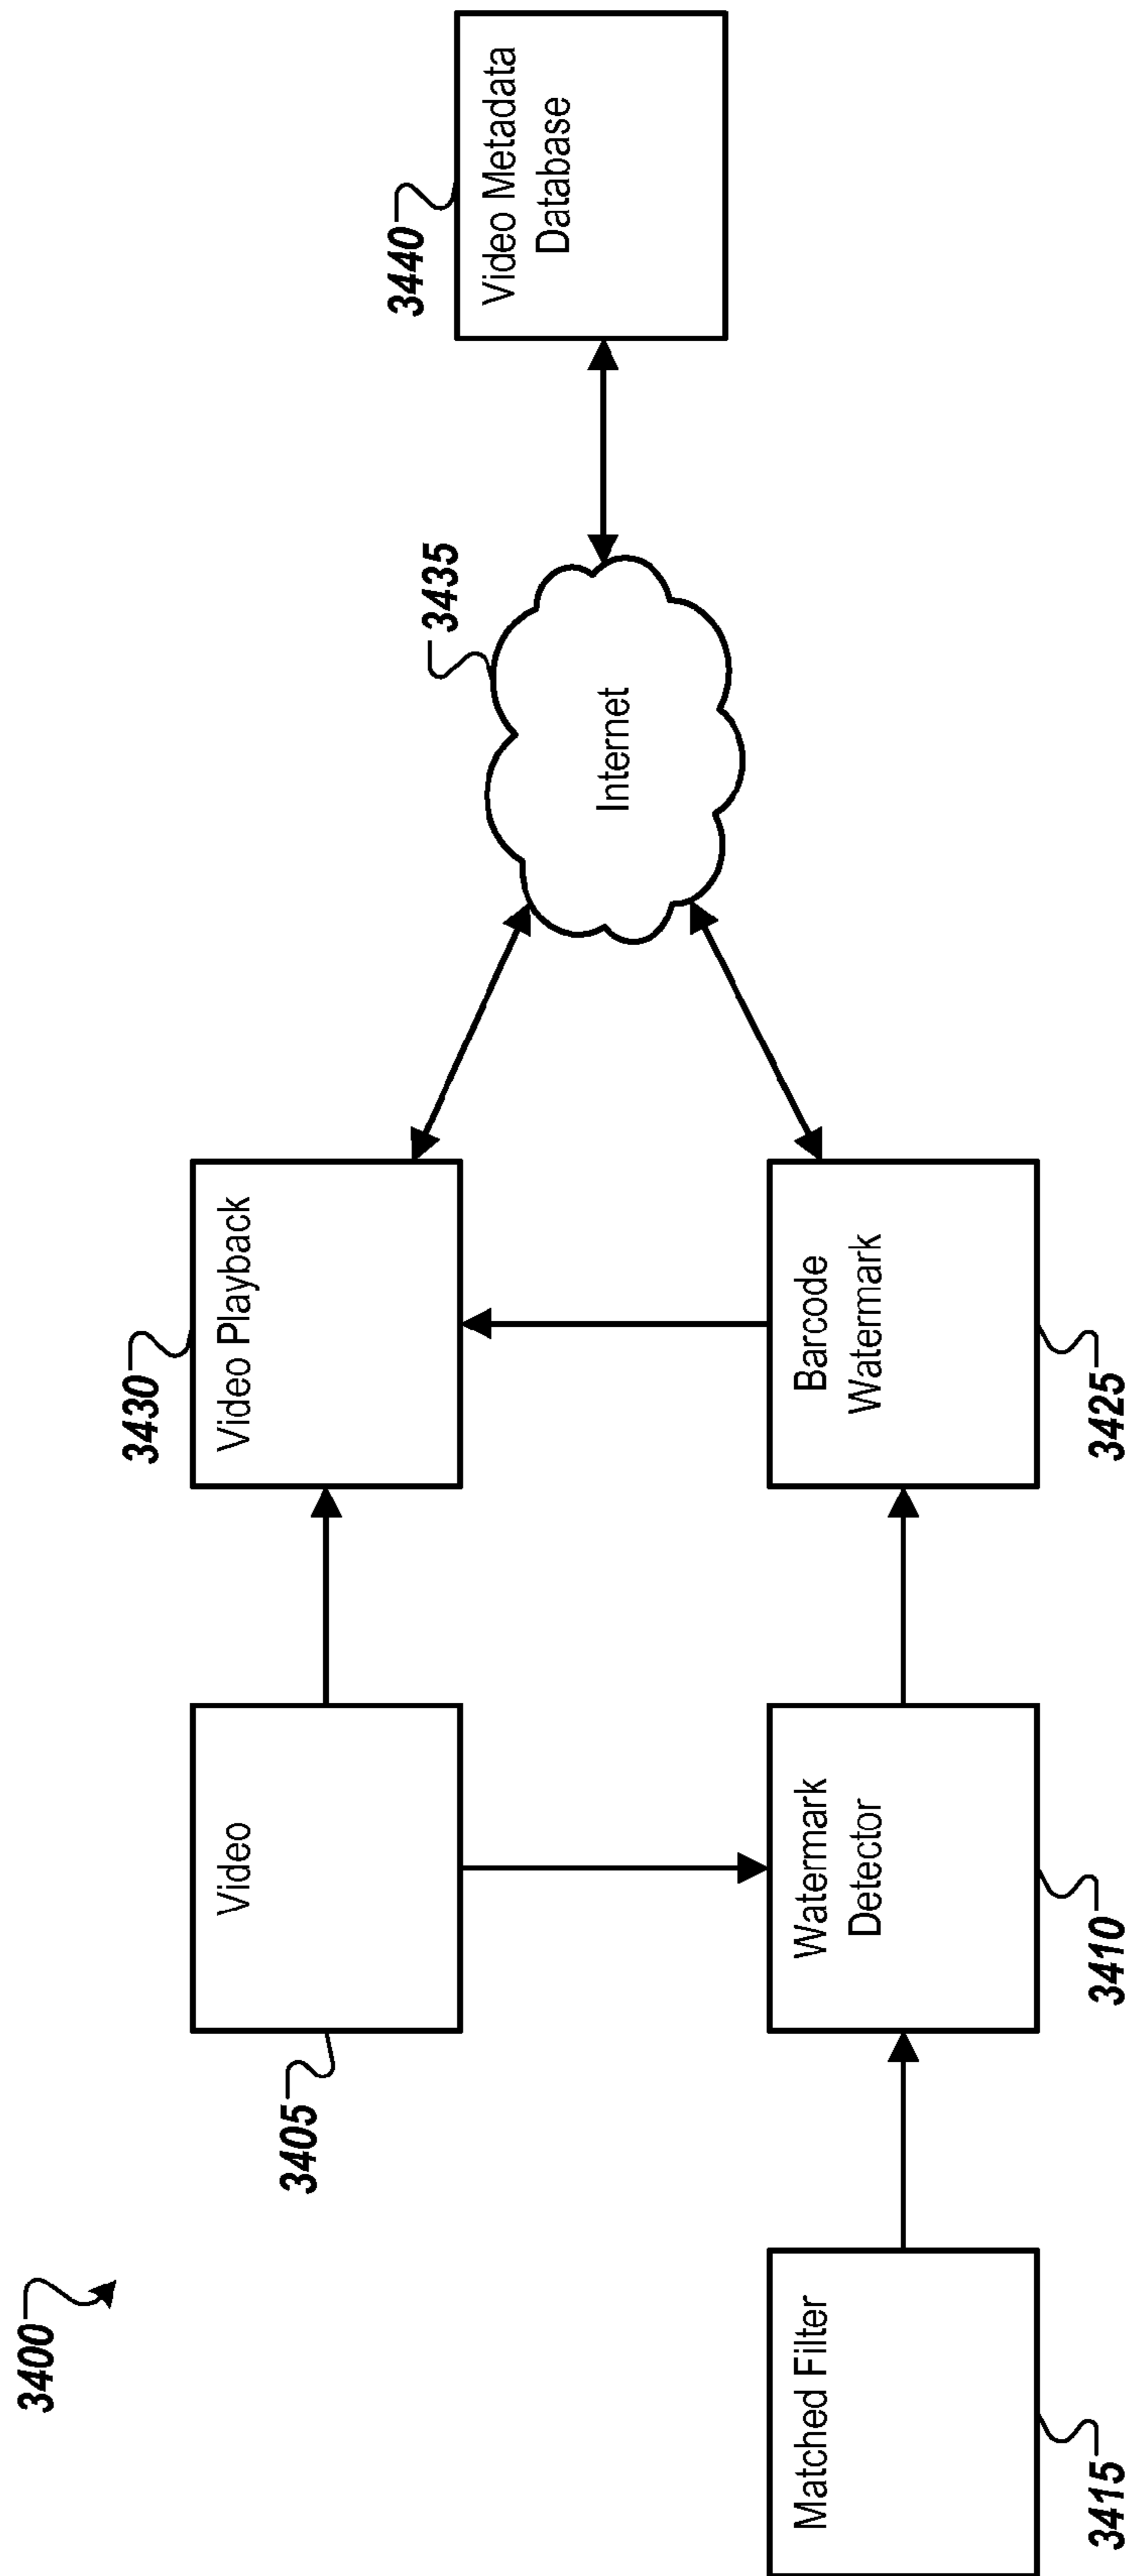 3400
3405
Video
3430
Video Playback
3435
Internet
3440
Video Metadata
Database
Matched Filter
3415
Watermark
Detector
3410
Barcode
Watermark
3425